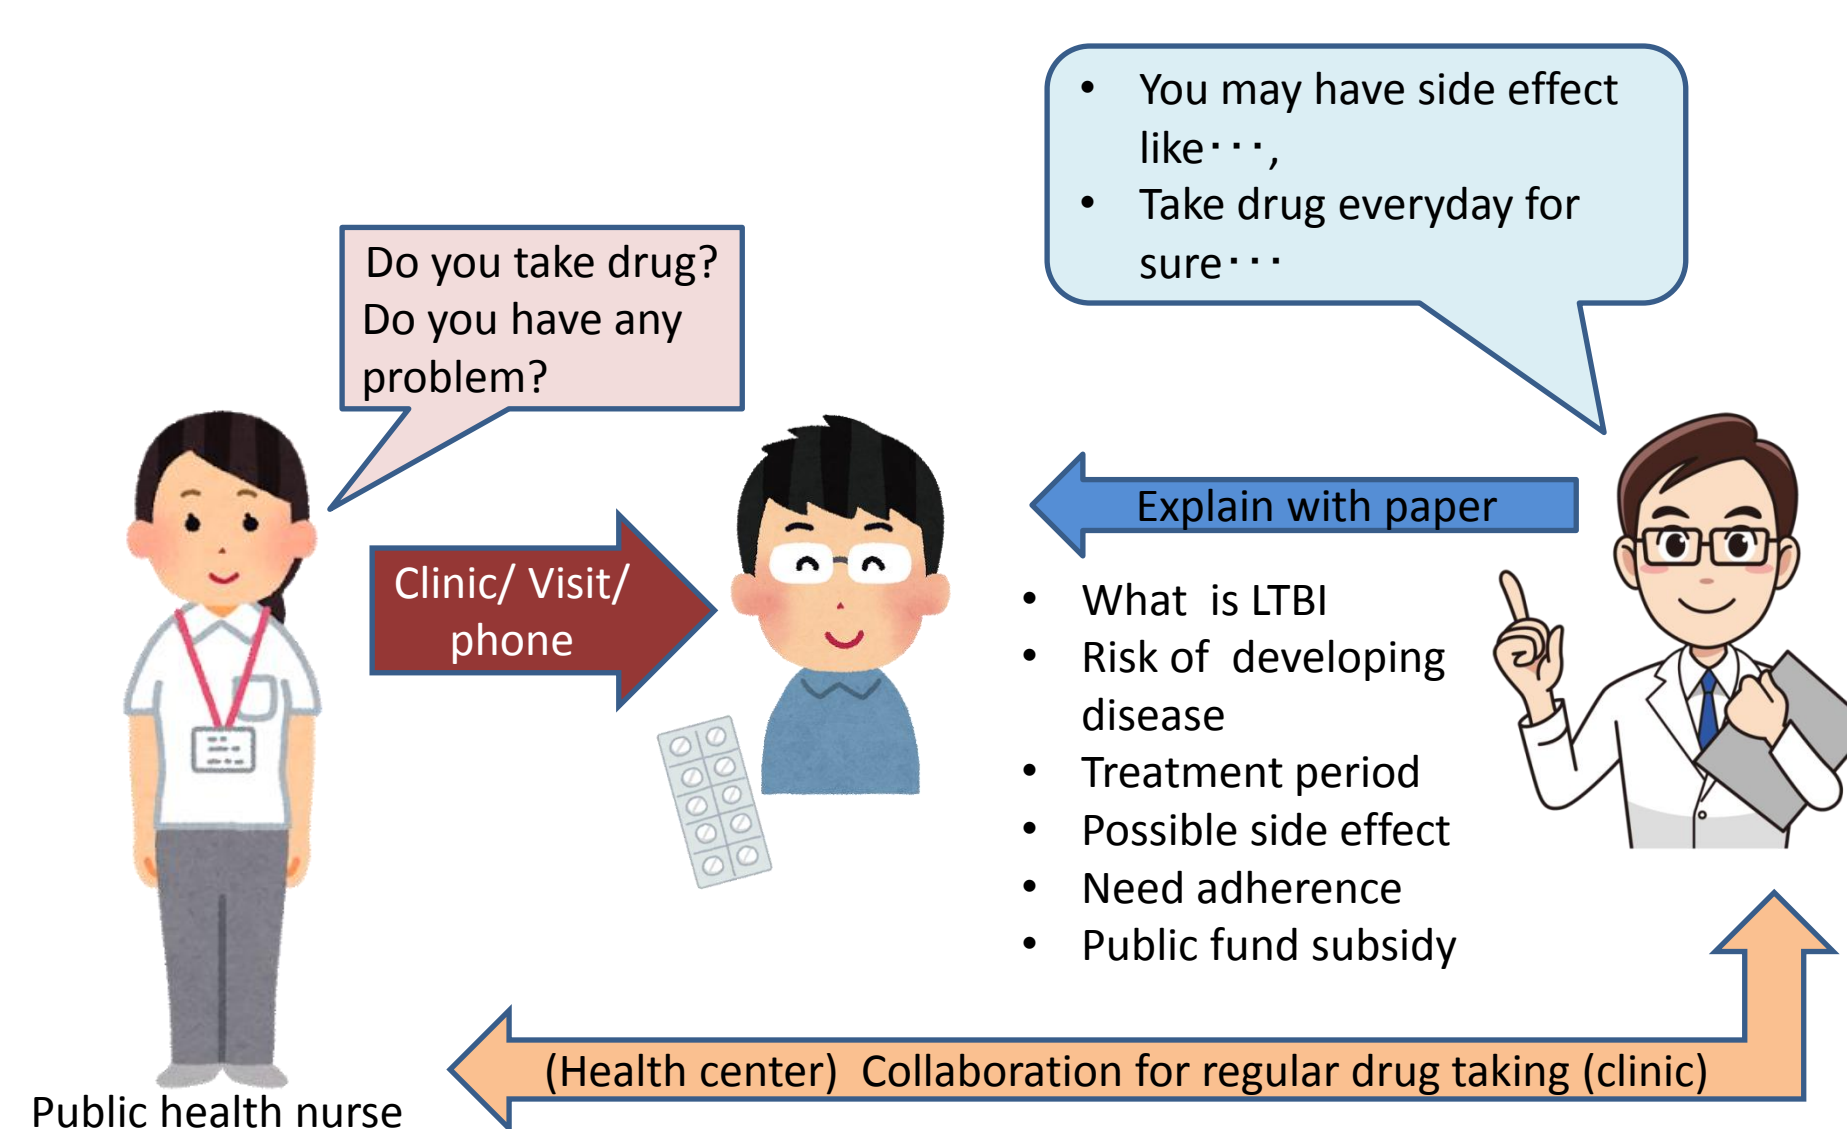 • You may have side effect
like･･･,
• Take drug everyday for
sure･･･
Do you take drug?
Do you have any
problem?
Clinic/ Visit/
phone
Explain with paper
• What is LTBI
• Risk of developing
disease
• Treatment period
• Possible side effect
• Need adherence
• Public fund subsidy
(Health center) Collaboration for regular drug taking (clinic)
Public health nurse